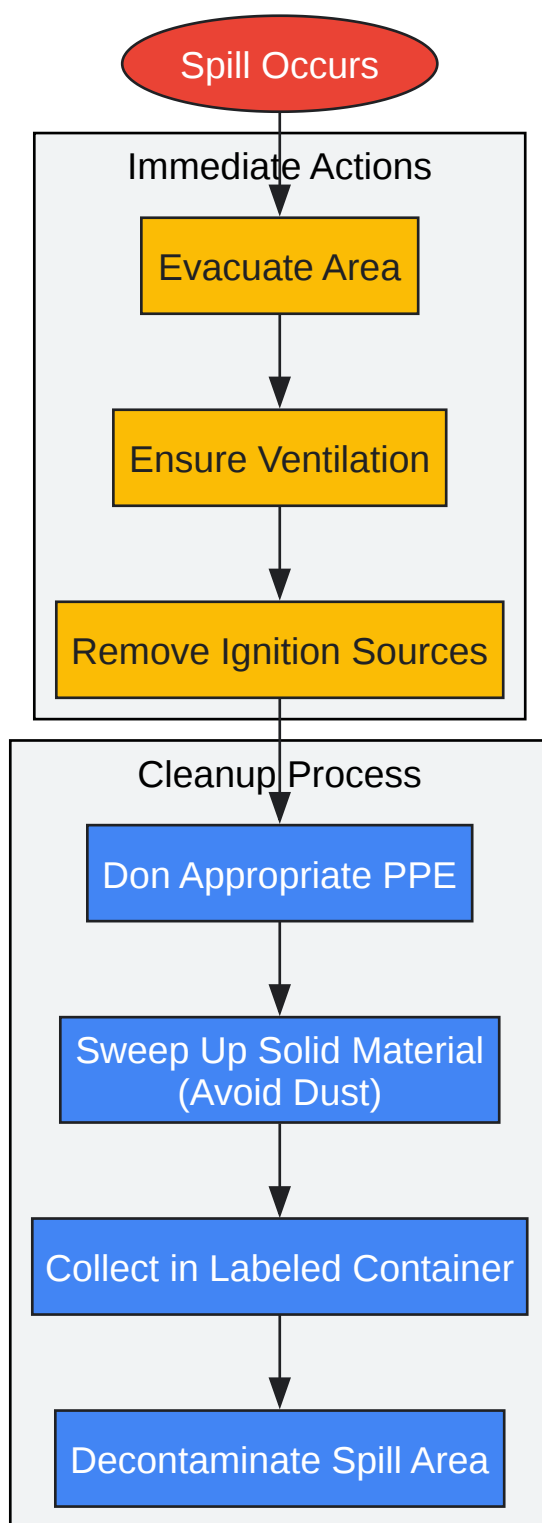 Spill Occurs
Immediate Actions
Evacuate Area
Ensure Ventilation
Remove Ignition Sources
Cleanup Process
Don Appropriate PPE
Sweep Up Solid Material
(Avoid Dust)
Collect in Labeled Container
Decontaminate Spill Area